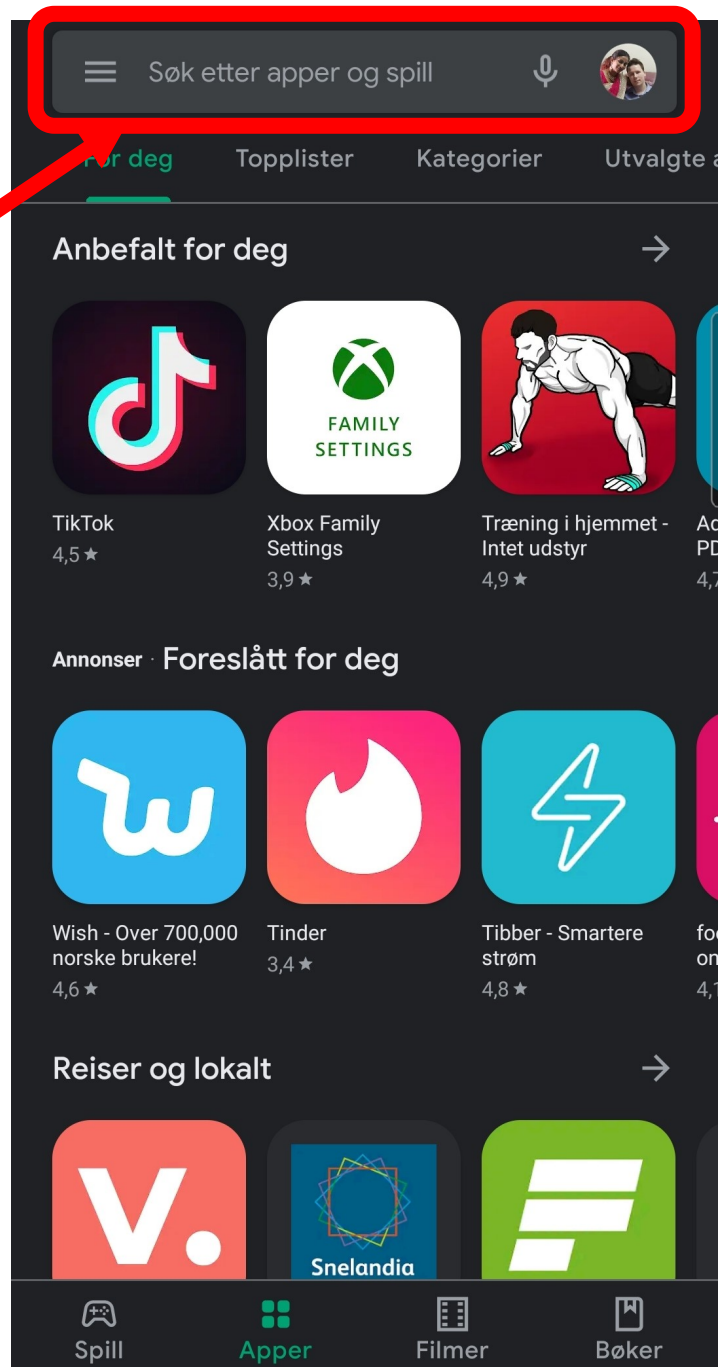 Søk etter apper og spill
For deg Topplister Kategorier Utvalgte a
Anbefalt for deg
FAMILY
SETTINGS
TikTok
4,5 ★
Xbox Family
Settings
3,9 ★
Træning i hjemmet -
Intet udstyr
4,9 ★
Annonser · Foreslått for deg
Wish - Over 700,000
norske brukere!
4,6 ★
Tinder
3,4 ★
Tibber - Smartere
strøm
4,8 ★
Reiser og lokalt
V.
Snelandia
Spill Apper Filmer Bøker